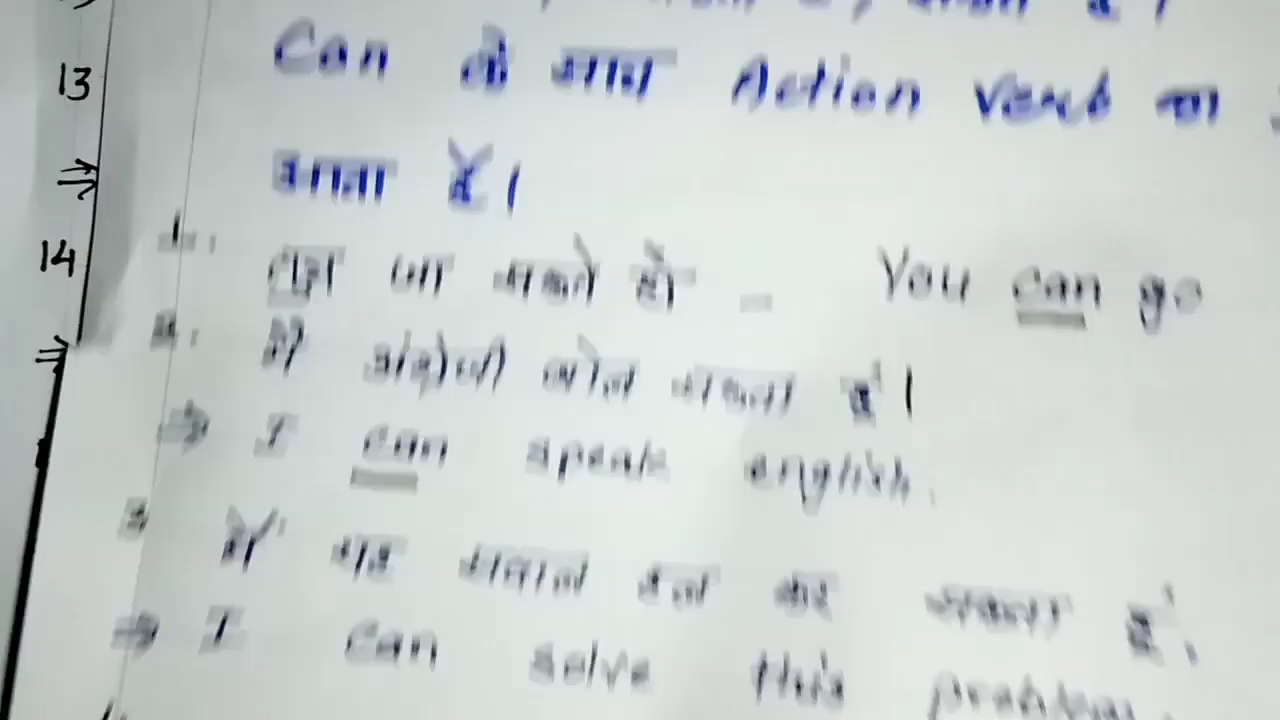 13
Can के साथ Action verb का
जाता है।
14
1. तुम जा सकते हो - You can go
2. मैं अंग्रेजी बोल सकता हूँ।
⇒ I can speak english.
3 मैं यह सवाल हल कर सकता हूँ।
⇒ I can solve this problem.